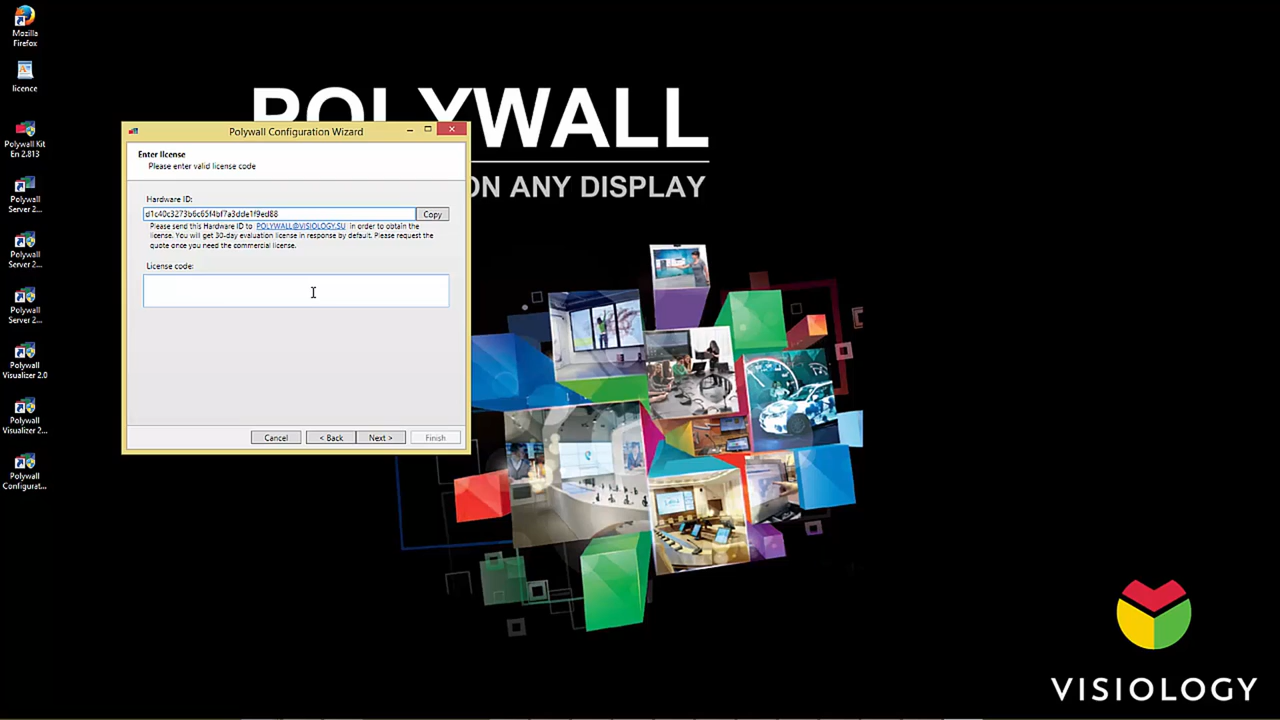 Mozilla
Firefox
licence
Polywall Kit
En 2.813
Polywall
Server 2...
Polywall
Server 2...
Polywall
Server 2...
Polywall
Visualizer 2.0
Polywall
Visualizer 2...
Polywall
Configurat...
POLYWALL
ON ANY DISPLAY
Polywall Configuration Wizard
Enter license
Please enter valid license code
Hardware ID:
d1c40c3273b6c65f4bf7a3dde1f9ed88
Copy
Please send this Hardware ID to POLYWALL@VISIOLOGY.SU in order to obtain the
license. You will get 30-day evaluation license in response by default. Please request the
quote once you need the commercial license.
License code:
Cancel
< Back
Next >
Finish
VISIOLOGY